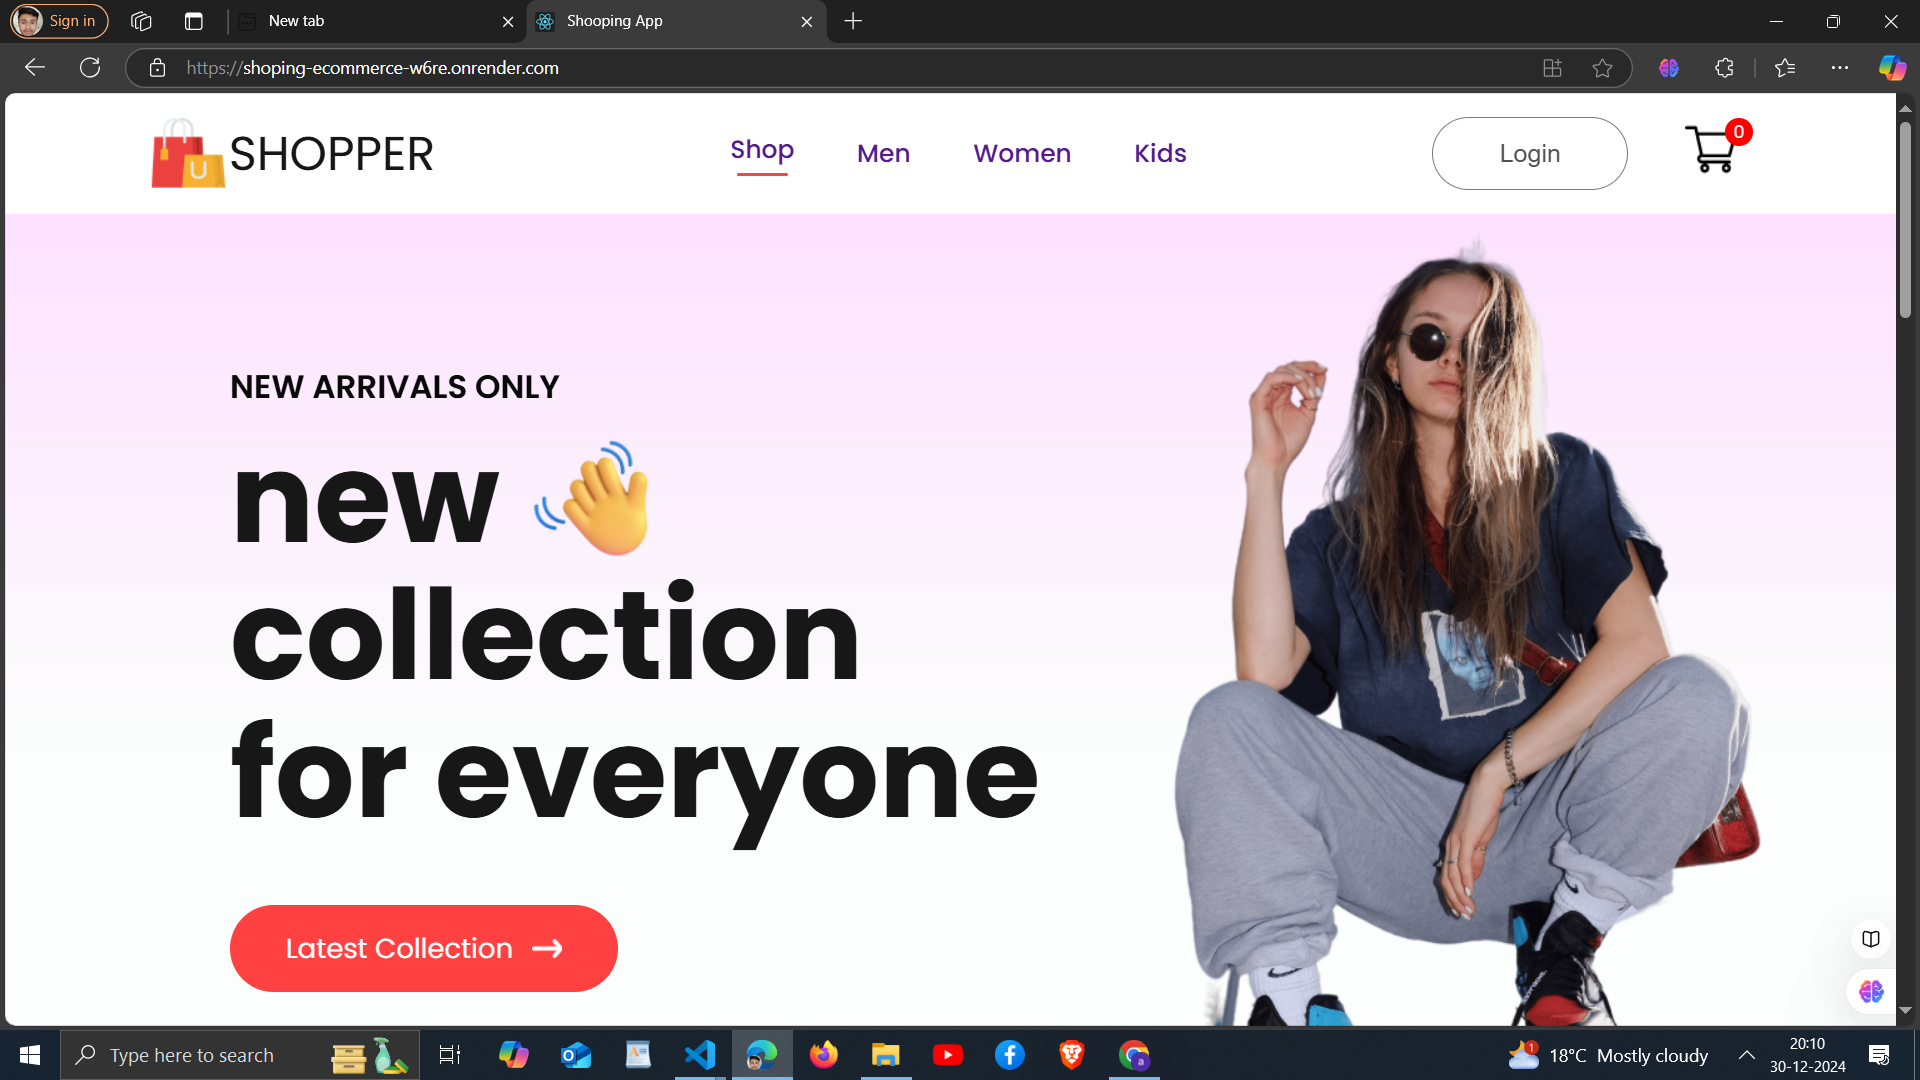 Sign in
New tab
Shooping App
https://shoping-ecommerce-w6re.onrender.com
SHOPPER
Shop
Men
Women
Kids
Login
0
NEW ARRIVALS ONLY
new
collection
for everyone
Latest Collection
Type here to search
1
18°C Mostly cloudy
20:10
30-12-2024